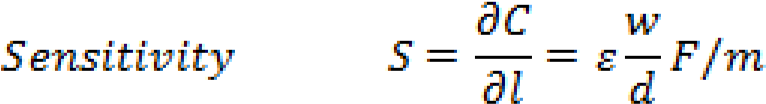 Sensitivity S = ∂C/∂l = ε w/d F/m